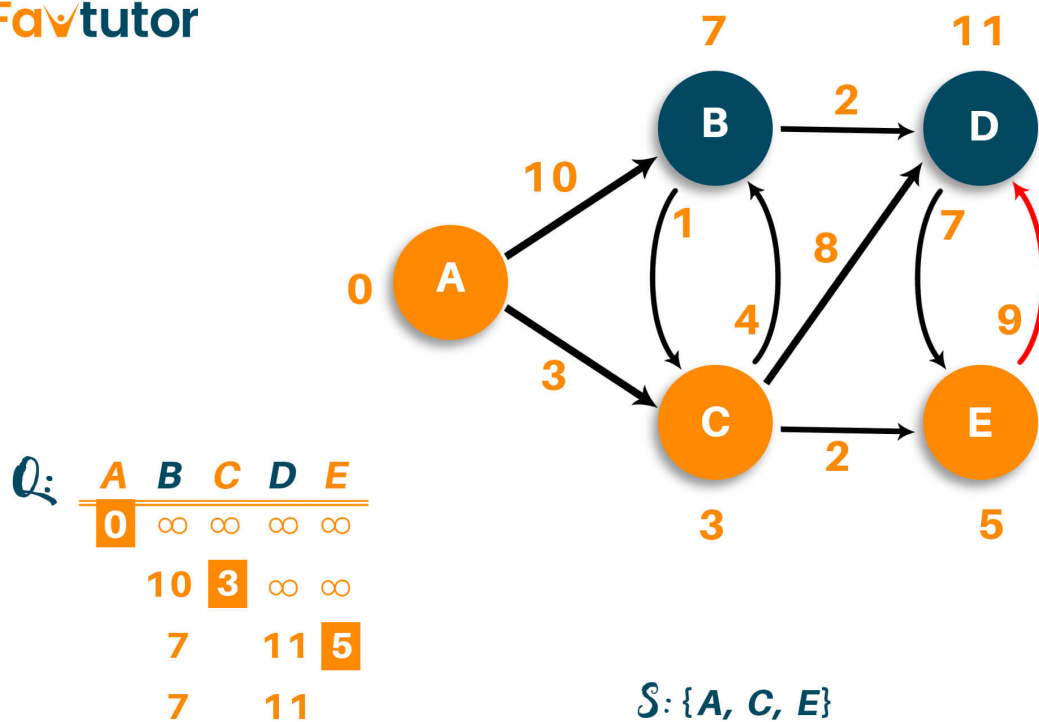 Favtutor
7 11
B 2 D
10
1 8 7
A
0
4 9
3
C 2 E
3 5
Q: A B C D E
0 ∞ ∞ ∞ ∞
10 3 ∞ ∞
7 11 5
7 11
S: {A, C, E}